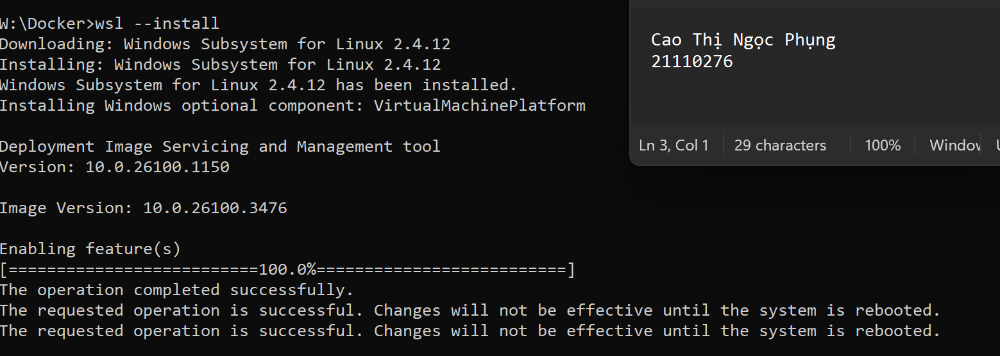 W:\Docker>wsl --install
Downloading: Windows Subsystem for Linux 2.4.12
Installing: Windows Subsystem for Linux 2.4.12
Windows Subsystem for Linux 2.4.12 has been installed.
Installing Windows optional component: VirtualMachinePlatform
Deployment Image Servicing and Management tool
Version: 10.0.26100.1150
Image Version: 10.0.26100.3476
Enabling feature(s)
[==========================100.0%==========================]
The operation completed successfully.
The requested operation is successful. Changes will not be effective until the system is rebooted.
The requested operation is successful. Changes will not be effective until the system is rebooted.
Cao Thị Ngọc Phụng
21110276
Ln 3, Col 1 29 characters 100%